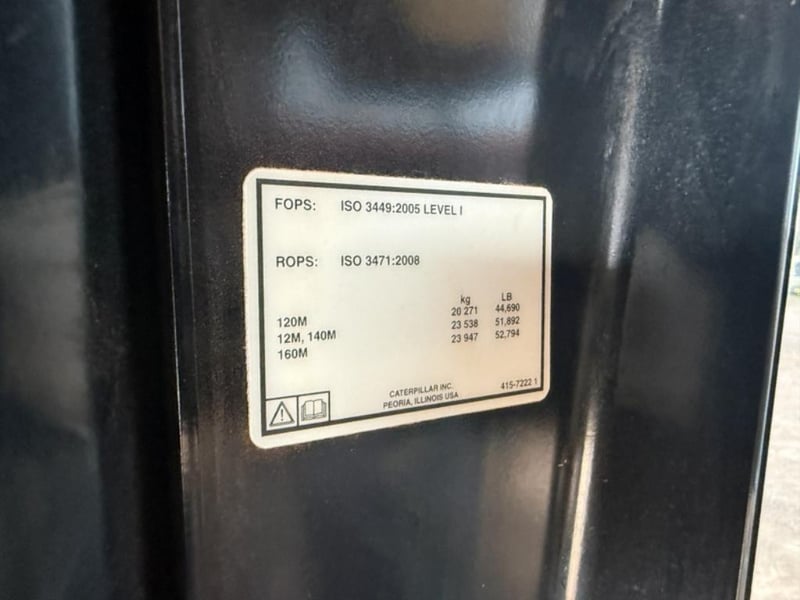 FOPS: ISO 3449:2005 LEVEL I
ROPS: ISO 3471:2008
kg LB
120M 20 271 44,690
12M, 140M 23 538 51,892
160M 23 947 52,794
CATERPILLAR INC. 415-7222 1
PEORIA, ILLINOIS USA